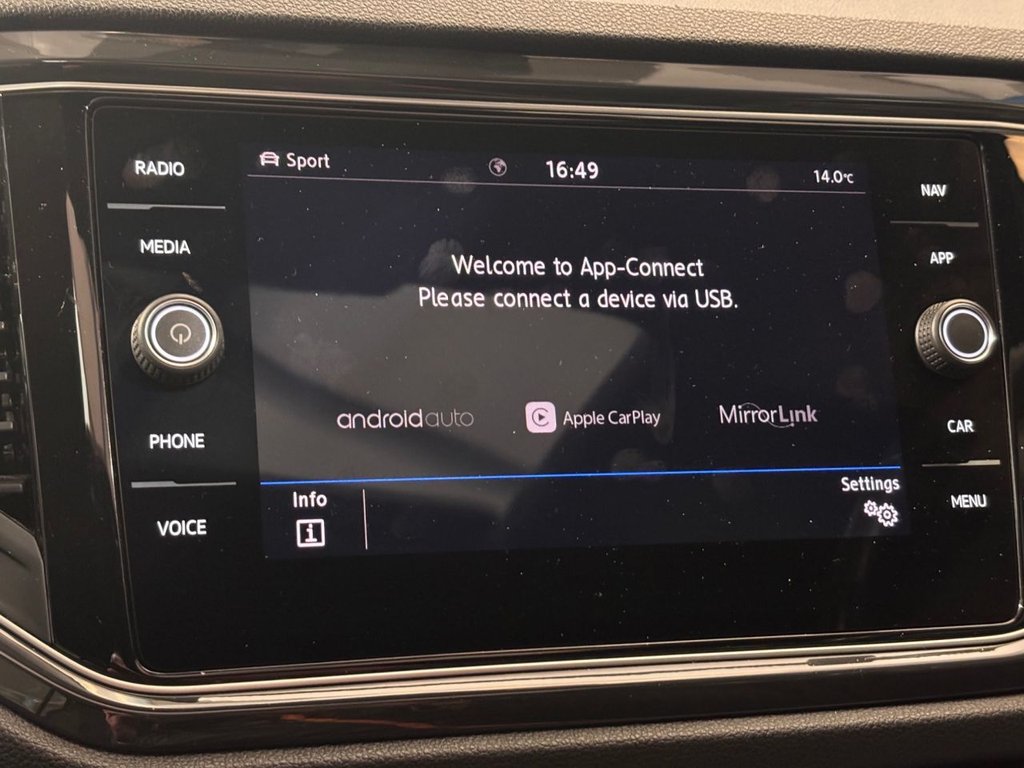 RADIO
MEDIA
PHONE
VOICE
Sport
16:49
14.0°C
Welcome to App-Connect
Please connect a device via USB.
androidauto
Apple CarPlay
MirrorLink
Info
i
Settings
NAV
APP
CAR
MENU